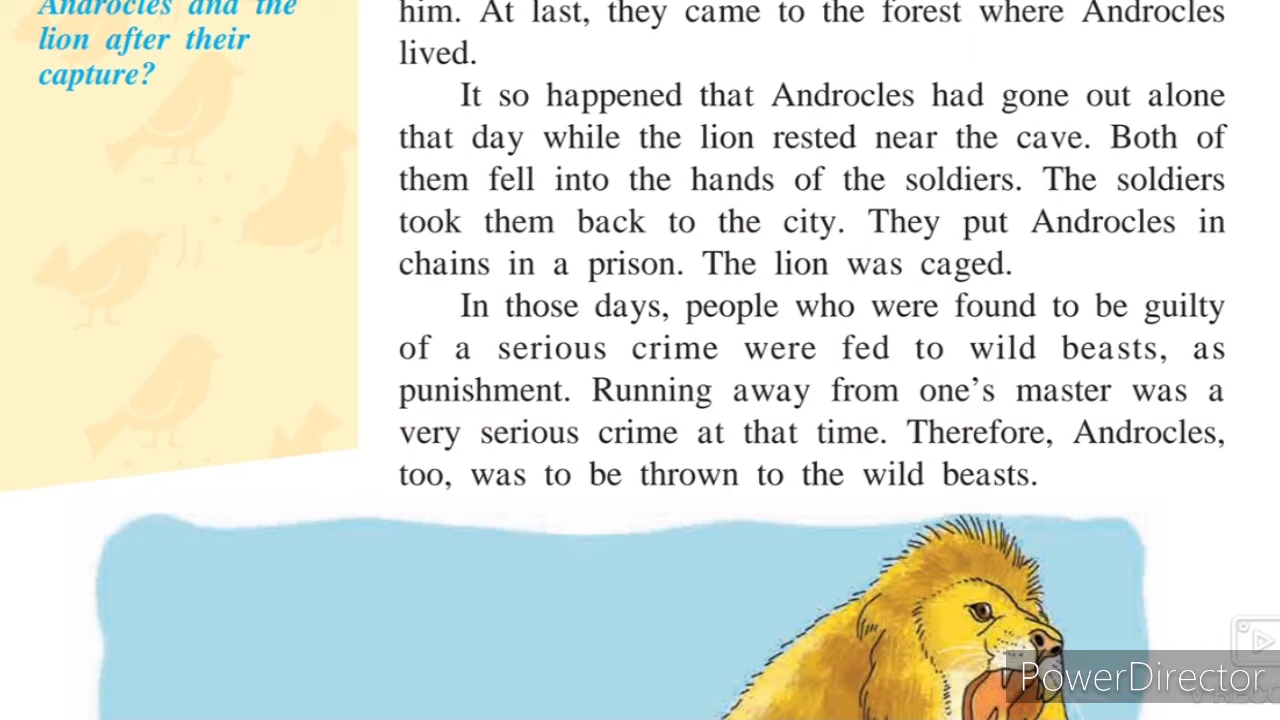 Androcles and the
lion after their
capture?
him. At last, they came to the forest where Androcles
lived.
It so happened that Androcles had gone out alone
that day while the lion rested near the cave. Both of
them fell into the hands of the soldiers. The soldiers
took them back to the city. They put Androcles in
chains in a prison. The lion was caged.
In those days, people who were found to be guilty
of a serious crime were fed to wild beasts, as
punishment. Running away from one's master was a
very serious crime at that time. Therefore, Androcles,
too, was to be thrown to the wild beasts.
PowerDirector